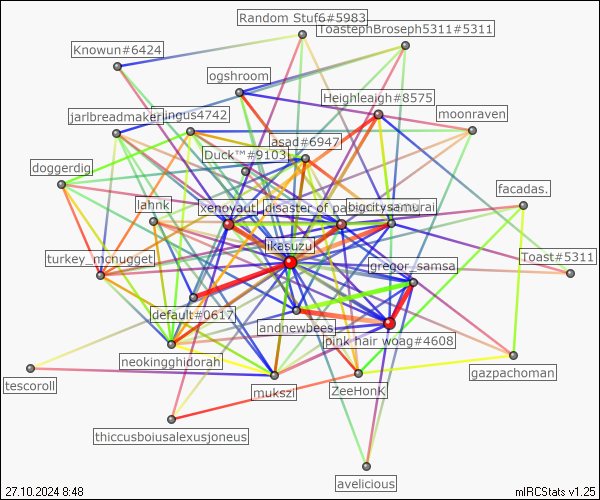 Random Stuf6#5983
ToastephBroseph5311#5311
Knowun#6424
ogshroom
Heighleaigh#8575
jarlbreadmaker
lingus4742
moonraven
asad#6947
Duck™#9103
doggerdig
facadas.
lahnk
xenoyaut
disaster of pa
bigcitysamurai
likasuzu
turkey_mcnugget
gregor_samsa
Toast#5311
default#0617
andnewbees
pink hair woag#4608
neokingghidorah
gazpachoman
tescoroll
mukszi
ZeeHonK
thiccusboiusalexusjoneus
avelicious
27.10.2024 8:48
mIRCStats v1.25